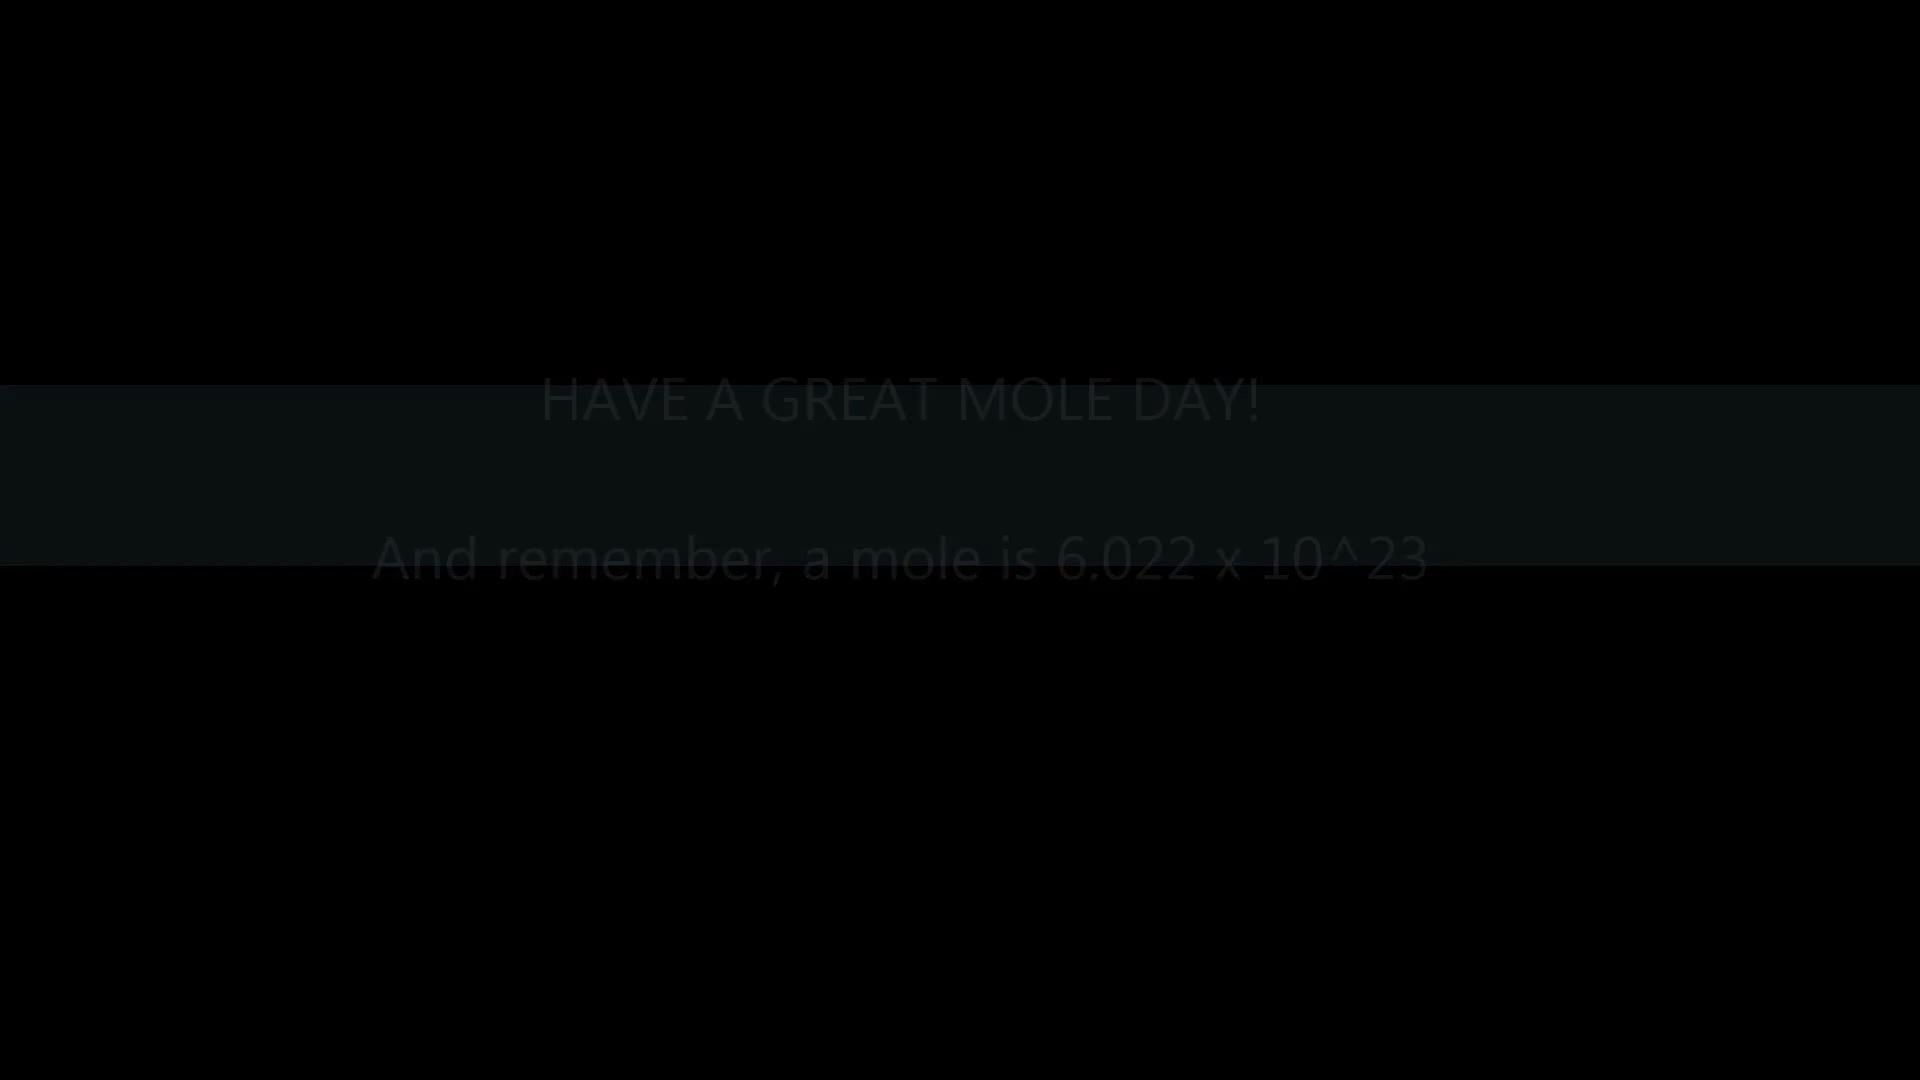 HAVE A GREAT MOLE DAY!
And remember, a mole is 6.022 x 10^23